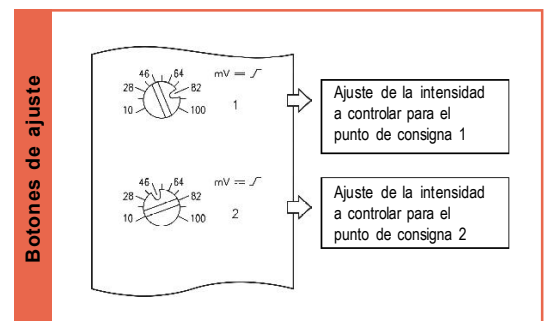 Botones de ajuste
46 64
28 82
10 100
mV ⎓ ⎍
1
Ajuste de la intensidad
a controlar para el
punto de consigna 1
46 64
28 82
10 100
mV ⎓
2
Ajuste de la intensidad
a controlar para el
punto de consigna 2